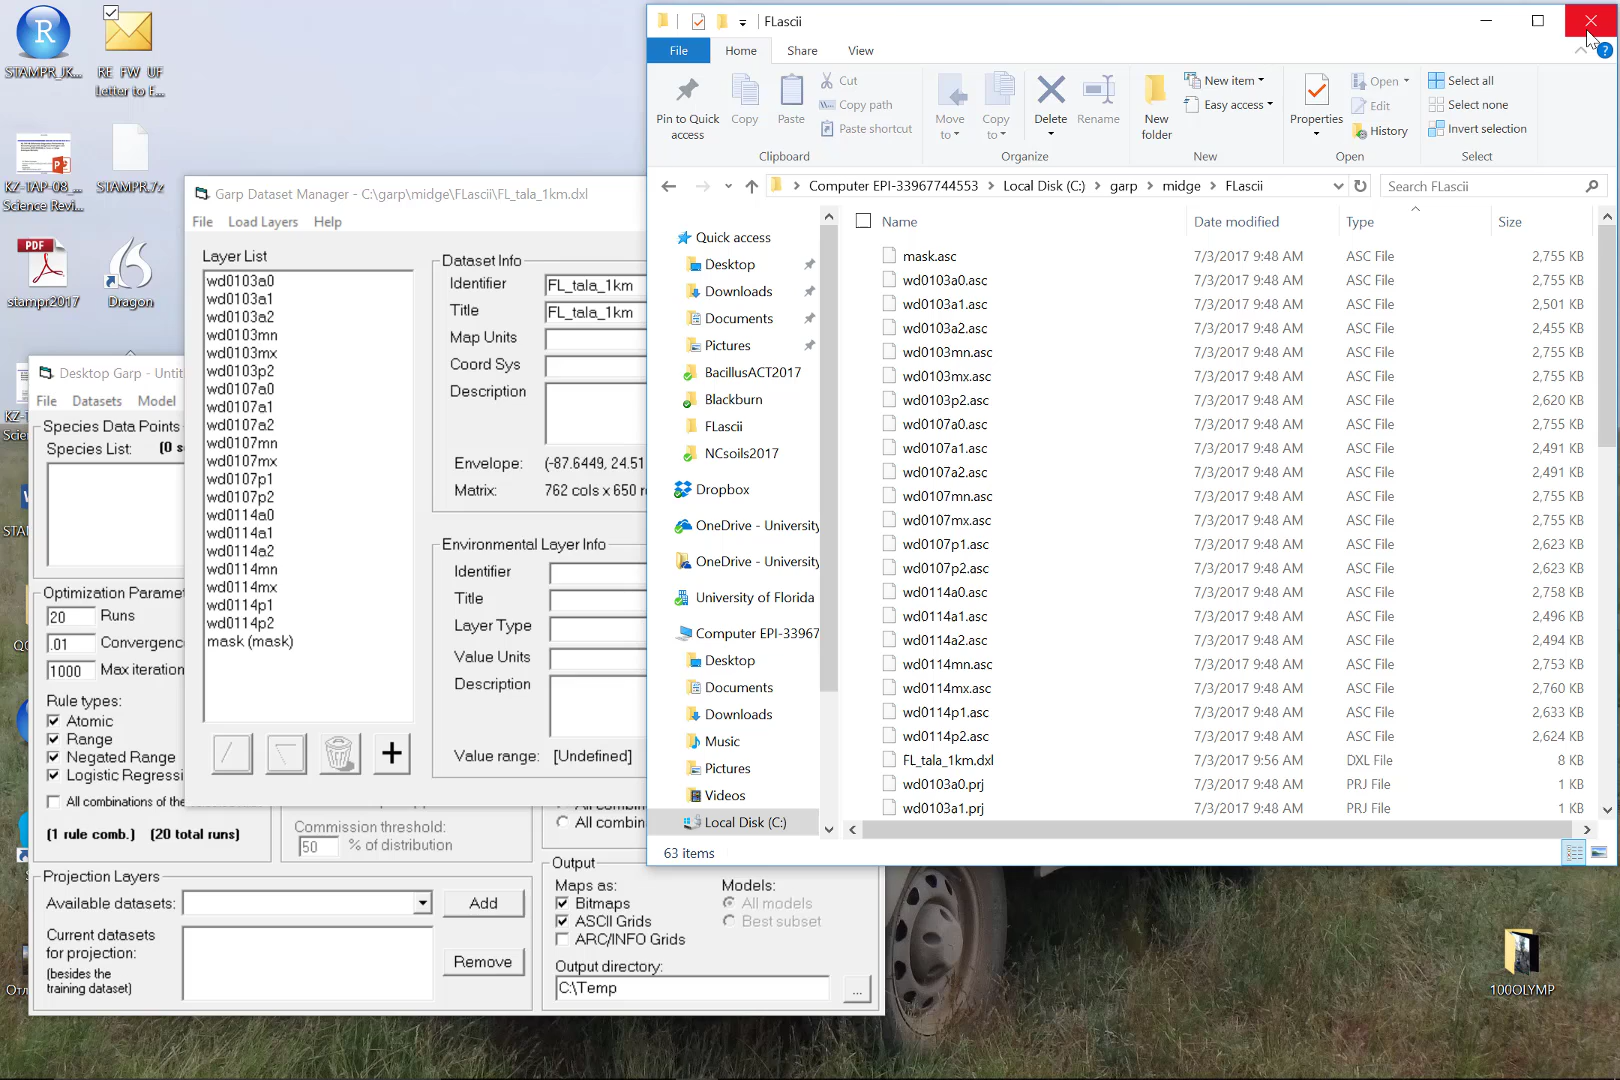 STAMPR_JK...
RE_FW_UF
Letter to E...
KZ-TAP-08_...
Science Revi...
STAMPR.7z
PDF
stampr2017
Dragon
FLascii
File
Home
Share
View
Pin to Quick
access
Copy
Paste
Cut
Copy path
Paste shortcut
Clipboard
Move
to
Copy
to
Delete
Rename
Organize
New
folder
New item
Easy access
New
Properties
Open
Edit
History
Open
Select all
Select none
Invert selection
Select
Computer EPI-33967744553 > Local Disk (C:) > garp > midge > FLascii
Search FLascii
Quick access
Desktop
Downloads
Documents
Pictures
BacillusACT2017
Blackburn
FLascii
NCsoils2017
Dropbox
OneDrive - University
OneDrive - University
University of Florida
Computer EPI-3396
Desktop
Documents
Downloads
Music
Pictures
Videos
Local Disk (C:)
Name Date modified Type Size
mask.asc 7/3/2017 9:48 AM ASC File 2,755 KB
wd0103a0.asc 7/3/2017 9:48 AM ASC File 2,755 KB
wd0103a1.asc 7/3/2017 9:48 AM ASC File 2,501 KB
wd0103a2.asc 7/3/2017 9:48 AM ASC File 2,455 KB
wd0103mn.asc 7/3/2017 9:48 AM ASC File 2,755 KB
wd0103mx.asc 7/3/2017 9:48 AM ASC File 2,755 KB
wd0103p2.asc 7/3/2017 9:48 AM ASC File 2,620 KB
wd0107a0.asc 7/3/2017 9:48 AM ASC File 2,755 KB
wd0107a1.asc 7/3/2017 9:48 AM ASC File 2,491 KB
wd0107a2.asc 7/3/2017 9:48 AM ASC File 2,491 KB
wd0107mn.asc 7/3/2017 9:48 AM ASC File 2,755 KB
wd0107mx.asc 7/3/2017 9:48 AM ASC File 2,755 KB
wd0107p1.asc 7/3/2017 9:48 AM ASC File 2,623 KB
wd0107p2.asc 7/3/2017 9:48 AM ASC File 2,623 KB
wd0114a0.asc 7/3/2017 9:48 AM ASC File 2,758 KB
wd0114a1.asc 7/3/2017 9:48 AM ASC File 2,496 KB
wd0114a2.asc 7/3/2017 9:48 AM ASC File 2,494 KB
wd0114mn.asc 7/3/2017 9:48 AM ASC File 2,753 KB
wd0114mx.asc 7/3/2017 9:48 AM ASC File 2,760 KB
wd0114p1.asc 7/3/2017 9:48 AM ASC File 2,633 KB
wd0114p2.asc 7/3/2017 9:48 AM ASC File 2,624 KB
FL_tala_1km.dxl 7/3/2017 9:56 AM DXL File 8 KB
wd0103a0.prj 7/3/2017 9:48 AM PRJ File 1 KB
wd0103a1.prj 7/3/2017 9:48 AM PRJ File 1 KB
63 items
Garp Dataset Manager - C:\garp\midge\FLascii\FL_tala_1km.dxl
File Load Layers Help
Layer List
wd0103a0
wd0103a1
wd0103a2
wd0103mn
wd0103mx
wd0103p2
wd0107a0
wd0107a1
wd0107a2
wd0107mn
wd0107mx
wd0107p1
wd0107p2
wd0114a0
wd0114a1
wd0114a2
wd0114mn
wd0114mx
wd0114p1
wd0114p2
mask (mask)
Dataset Info
Identifier FL_tala_1km
Title FL_tala_1km
Map Units
Coord Sys
Description
Envelope: (-87.6449, 24.51
Matrix: 762 cols x 650 r
Environmental Layer Info
Identifier
Title
Layer Type
Value Units
Description
Value range: [Undefined]
Desktop Garp - Unti
File Datasets Model
Species Data Points
Species List: (0 s
Optimization Parame
20 Runs
.01 Convergenc
1000 Max iteration
Rule types:
Atomic
Range
Negated Range
Logistic Regressi
All combinations of the
(1 rule comb.) (20 total runs)
Commission threshold:
50 % of distribution
All combin
Projection Layers
Available datasets:
Add
Current datasets
for projection:
(besides the
training dataset)
Remove
Output
Maps as:
Bitmaps
ASCII Grids
ARC/INFO Grids
Models:
All models
Best subset
Output directory:
C:\Temp
...
100OLYMP